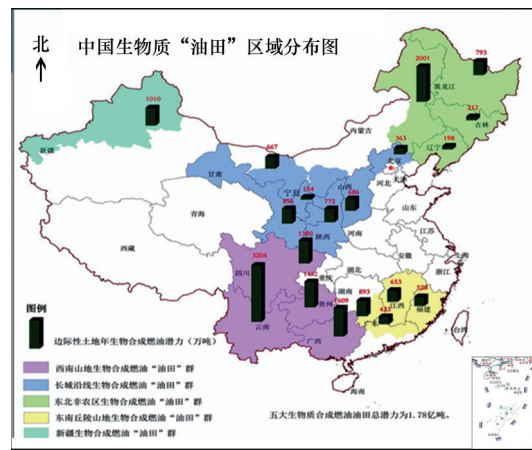 北
中国生物质“油田”区域分布图
793
2001
黑龙江
1010
212
吉林
内蒙古
新疆
667
363
198
辽宁
北京
甘肃
天津
宁夏
154
山西
686
河北
山东
856
772
青海
陕西
河南
江苏
西藏
1380
安徽
上海
湖北
浙江
3204
四川
重庆
1482
贵州
湖南
653
江西
528
福建
893
1609
433
云南
广西
广东
台湾
海南
图例
边际性土地年生物合成燃油潜力（万吨）
西南山地生物合成燃油“油田”群
长城沿线生物合成燃油“油田”群
东北非农区生物合成燃油“油田”群
东南丘陵山地生物合成燃油“油田”群
新疆生物合成燃油“油田”群
五大生物质合成燃油油田总潜力为1.78亿吨。